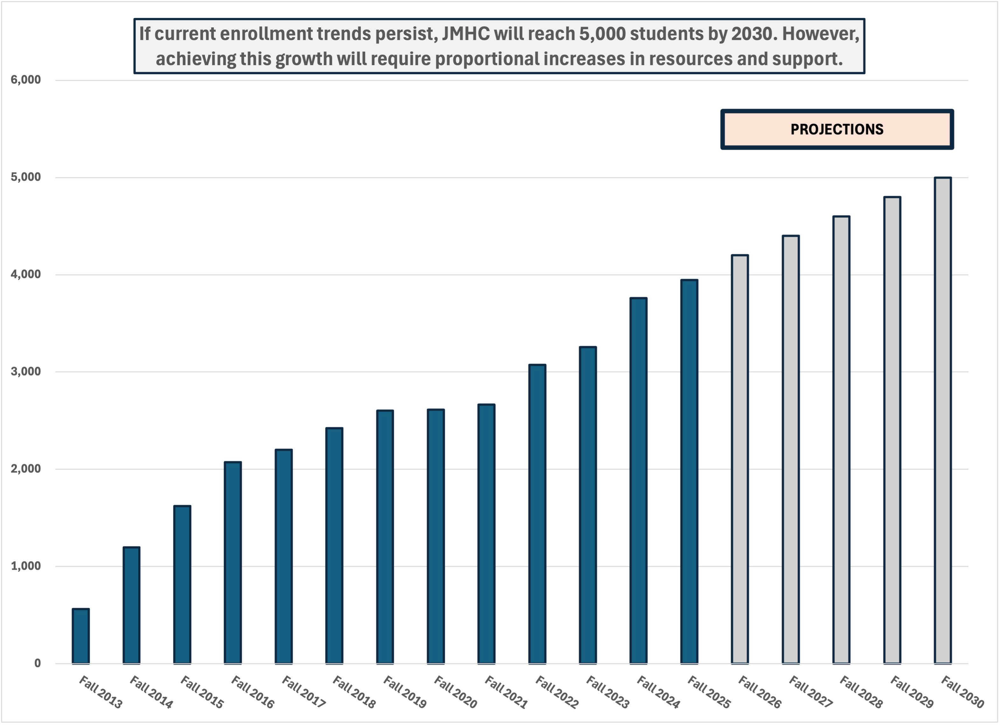 If current enrollment trends persist, JMHC will reach 5,000 students by 2030. However,
achieving this growth will require proportional increases in resources and support.
6,000
PROJECTIONS
5,000
4,000
3,000
2,000
1,000
0
Fall 2013
Fall 2014
Fall 2015
Fall 2016
Fall 2017
Fall 2018
Fall 2019
Fall 2020
Fall 2021
Fall 2022
Fall 2023
Fall 2024
Fall 2025
Fall 2026
Fall 2027
Fall 2028
Fall 2029
Fall 2030